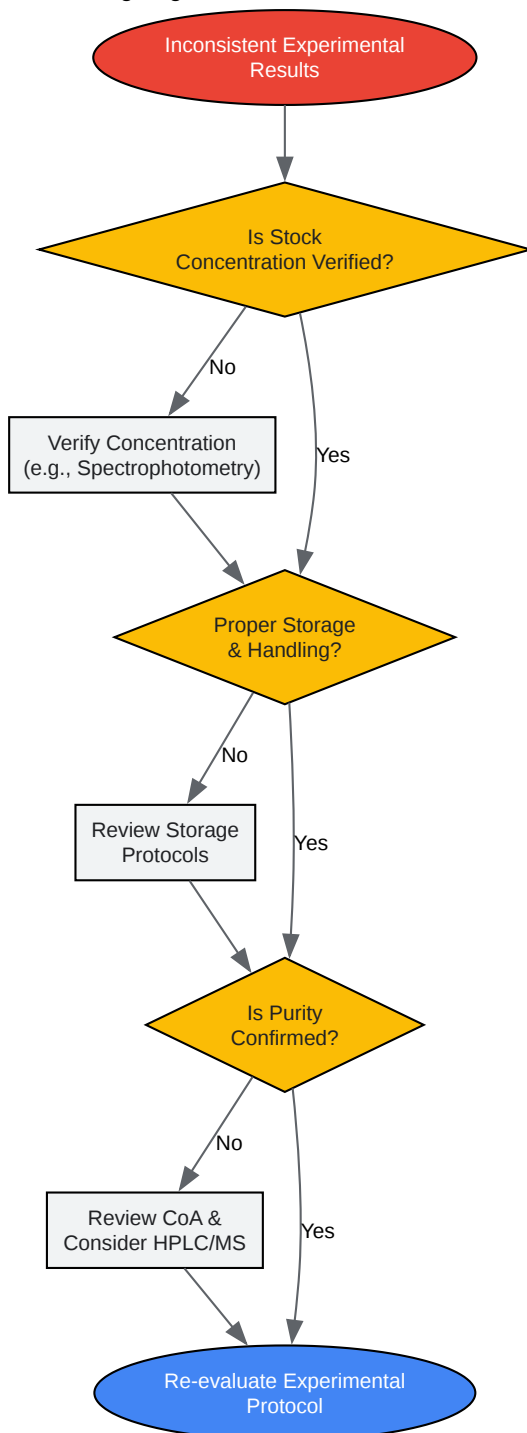 Inconsistent Experimental
Results
Is Stock
Concentration Verified?
No
Verify Concentration
(e.g., Spectrophotometry)
Yes
Proper Storage
& Handling?
No
Review Storage
Protocols
Yes
Is Purity
Confirmed?
No
Review CoA &
Consider HPLC/MS
Yes
Re-evaluate Experimental
Protocol